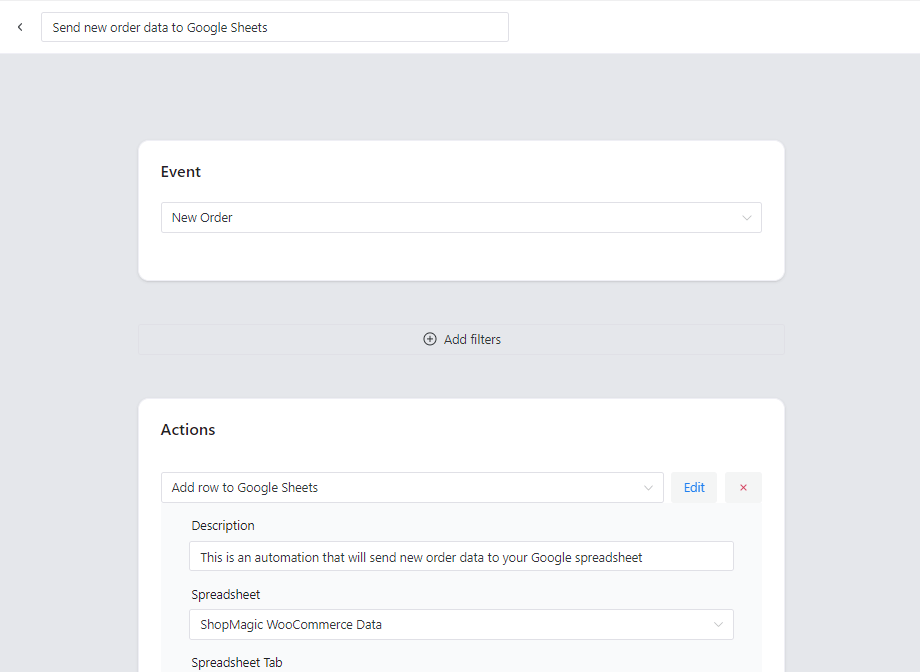 Send new order data to Google Sheets
Event
New Order
Add filters
Actions
Add row to Google Sheets
Edit
Description
This is an automation that will send new order data to your Google spreadsheet
Spreadsheet
ShopMagic WooCommerce Data
Spreadsheet Tab